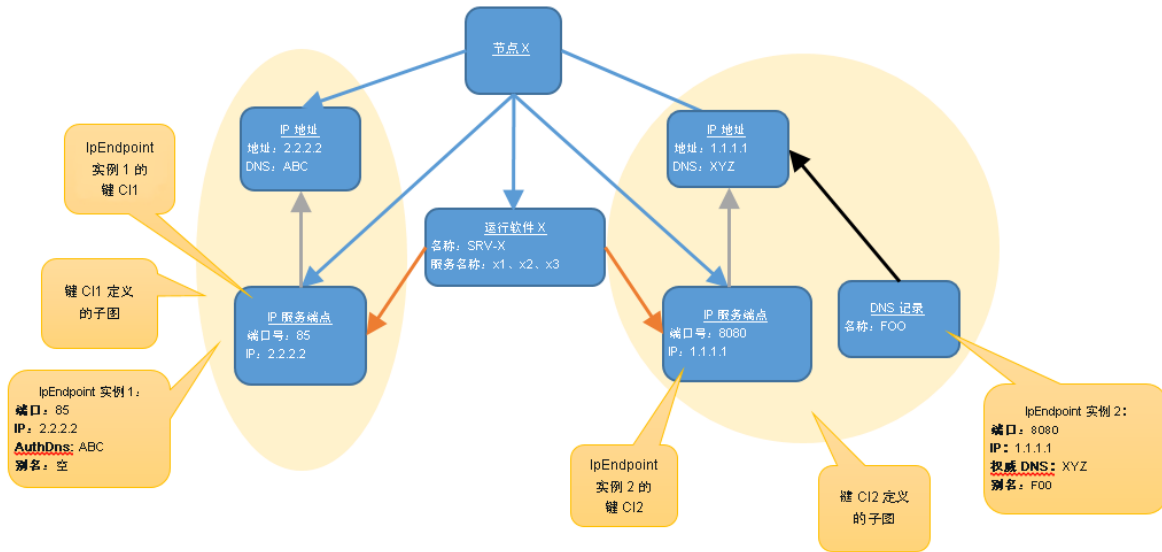 节点 X
IP 地址
地址：2.2.2.2
DNS：ABC
IP 地址
地址：1.1.1.1
DNS：XYZ
IpEndpoint
实例 1 的
键 CI1
运行软件 X
名称：SRV-X
服务名称：x1、x2、x3
键 CI1 定义
的子图
IP 服务端点
端口号：85
IP：2.2.2.2
IP 服务端点
端口号：8080
IP：1.1.1.1
DNS 记录
名称：FOO
IpEndpoint 实例 1：
端口：85
IP：2.2.2.2
AuthDns: ABC
别名：空
IpEndpoint
实例 2 的
键 CI2
键 CI2 定义
的子图
IpEndpoint 实例 2：
端口：8080
IP：1.1.1.1
权威 DNS：XYZ
别名：F00